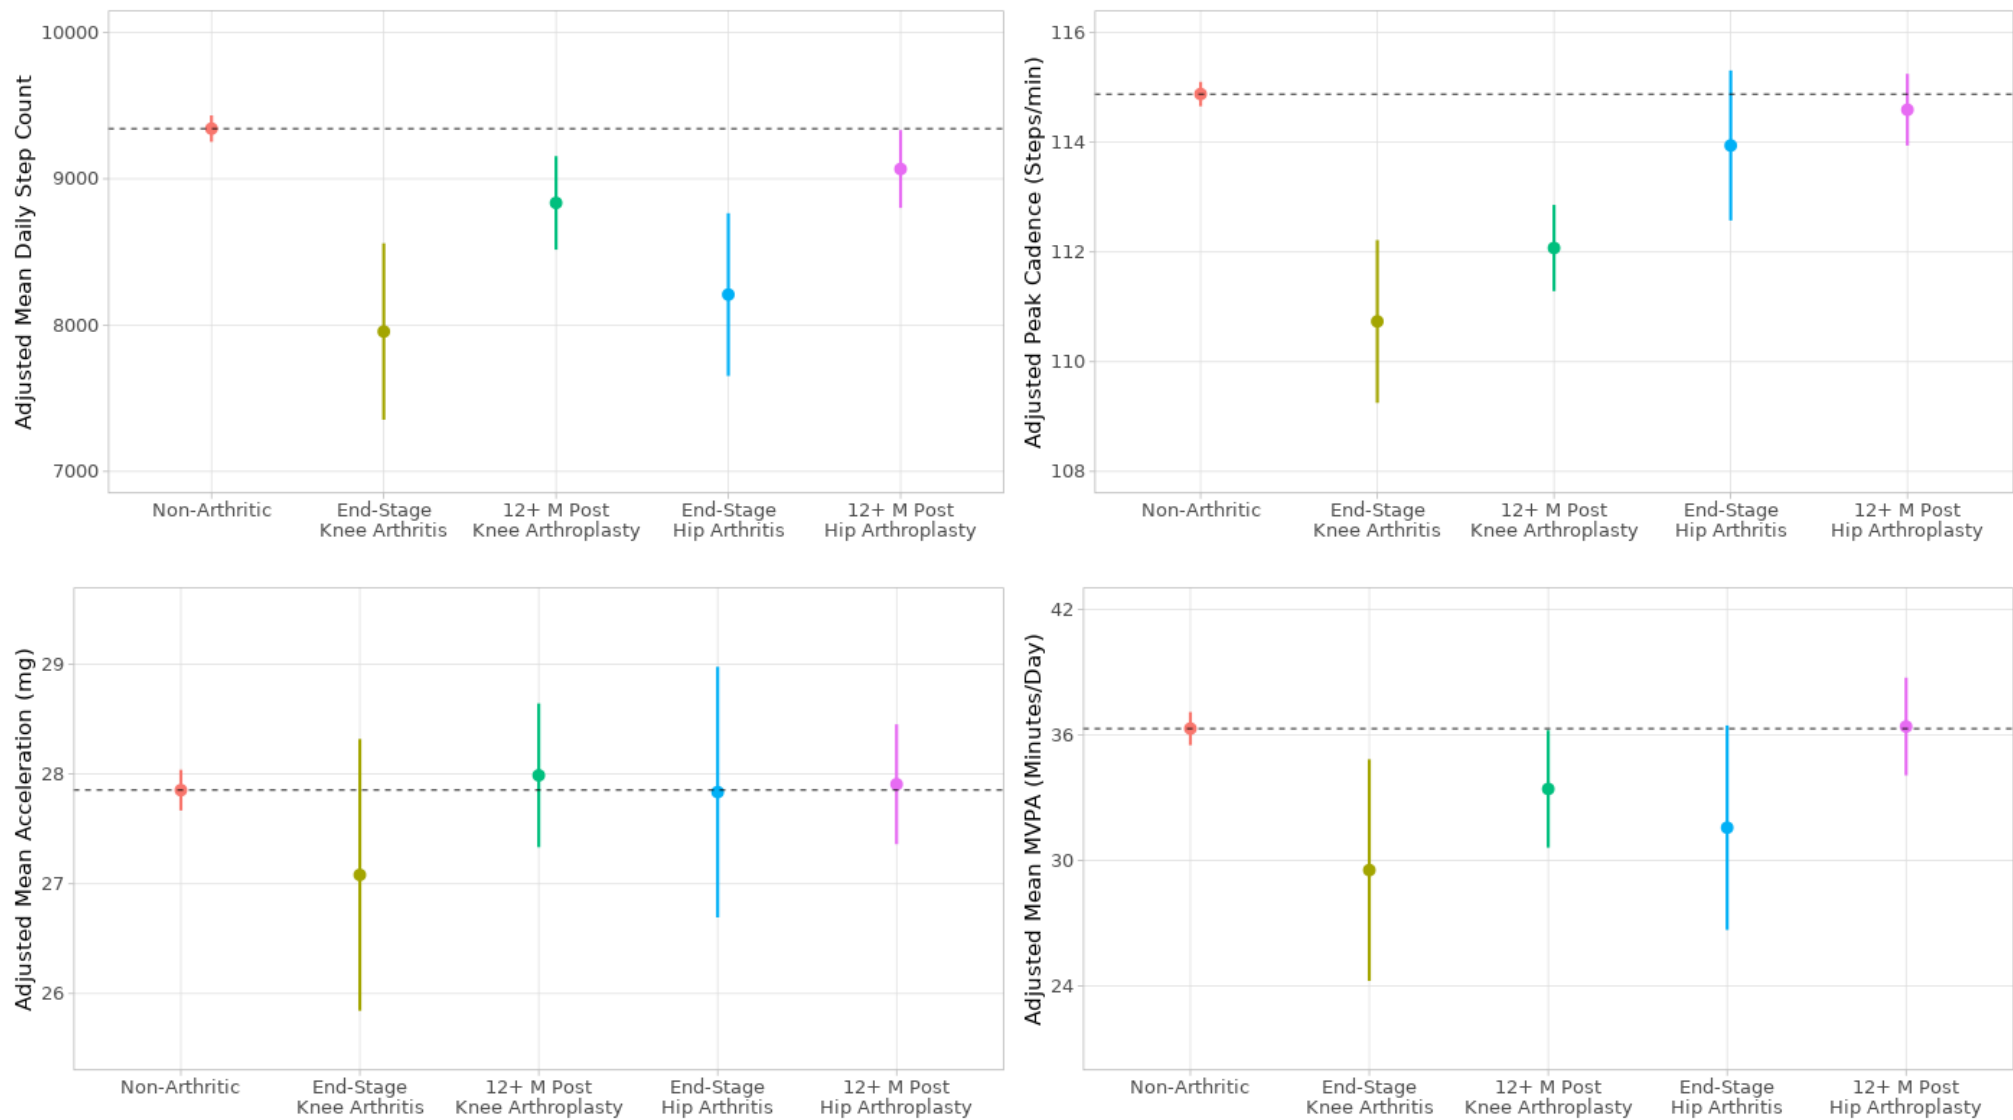 Adjusted Mean Daily Step Count
10000
9000
8000
7000
Non-Arthritic
End-Stage
Knee Arthritis
12+ M Post
Knee Arthroplasty
End-Stage
Hip Arthritis
12+ M Post
Hip Arthroplasty
Adjusted Peak Cadence (Steps/min)
116
114
112
110
108
Non-Arthritic
End-Stage
Knee Arthritis
12+ M Post
Knee Arthroplasty
End-Stage
Hip Arthritis
12+ M Post
Hip Arthroplasty
Adjusted Mean Acceleration (mg)
29
28
27
26
Non-Arthritic
End-Stage
Knee Arthritis
12+ M Post
Knee Arthroplasty
End-Stage
Hip Arthritis
12+ M Post
Hip Arthroplasty
Adjusted Mean MVPA (Minutes/Day)
42
36
30
24
Non-Arthritic
End-Stage
Knee Arthritis
12+ M Post
Knee Arthroplasty
End-Stage
Hip Arthritis
12+ M Post
Hip Arthroplasty